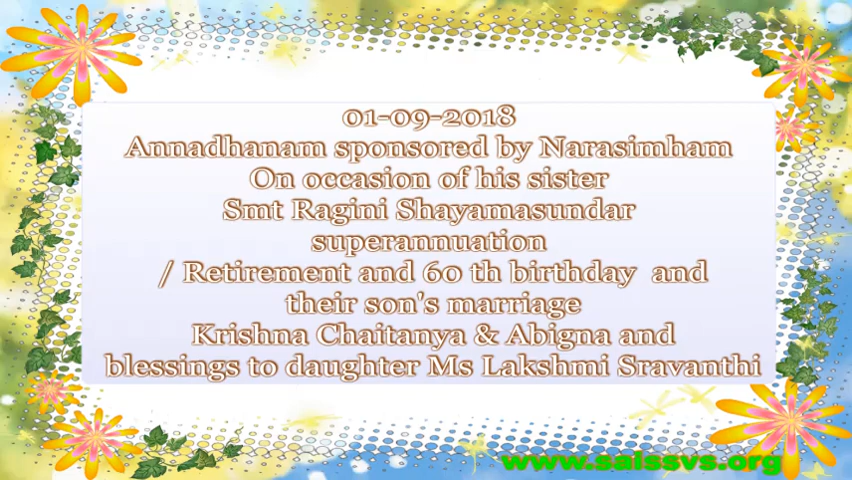 01-09-2018
Annadhanam sponsored by Narasimham
On occasion of his sister
Smt Ragini Shayamasundar
superannuation
/ Retirement and 60 th birthday and
their son's marriage
Krishna Chaitanya & Abigna and
blessings to daughter Ms Lakshmi Sravanthi
www.saissvs.org